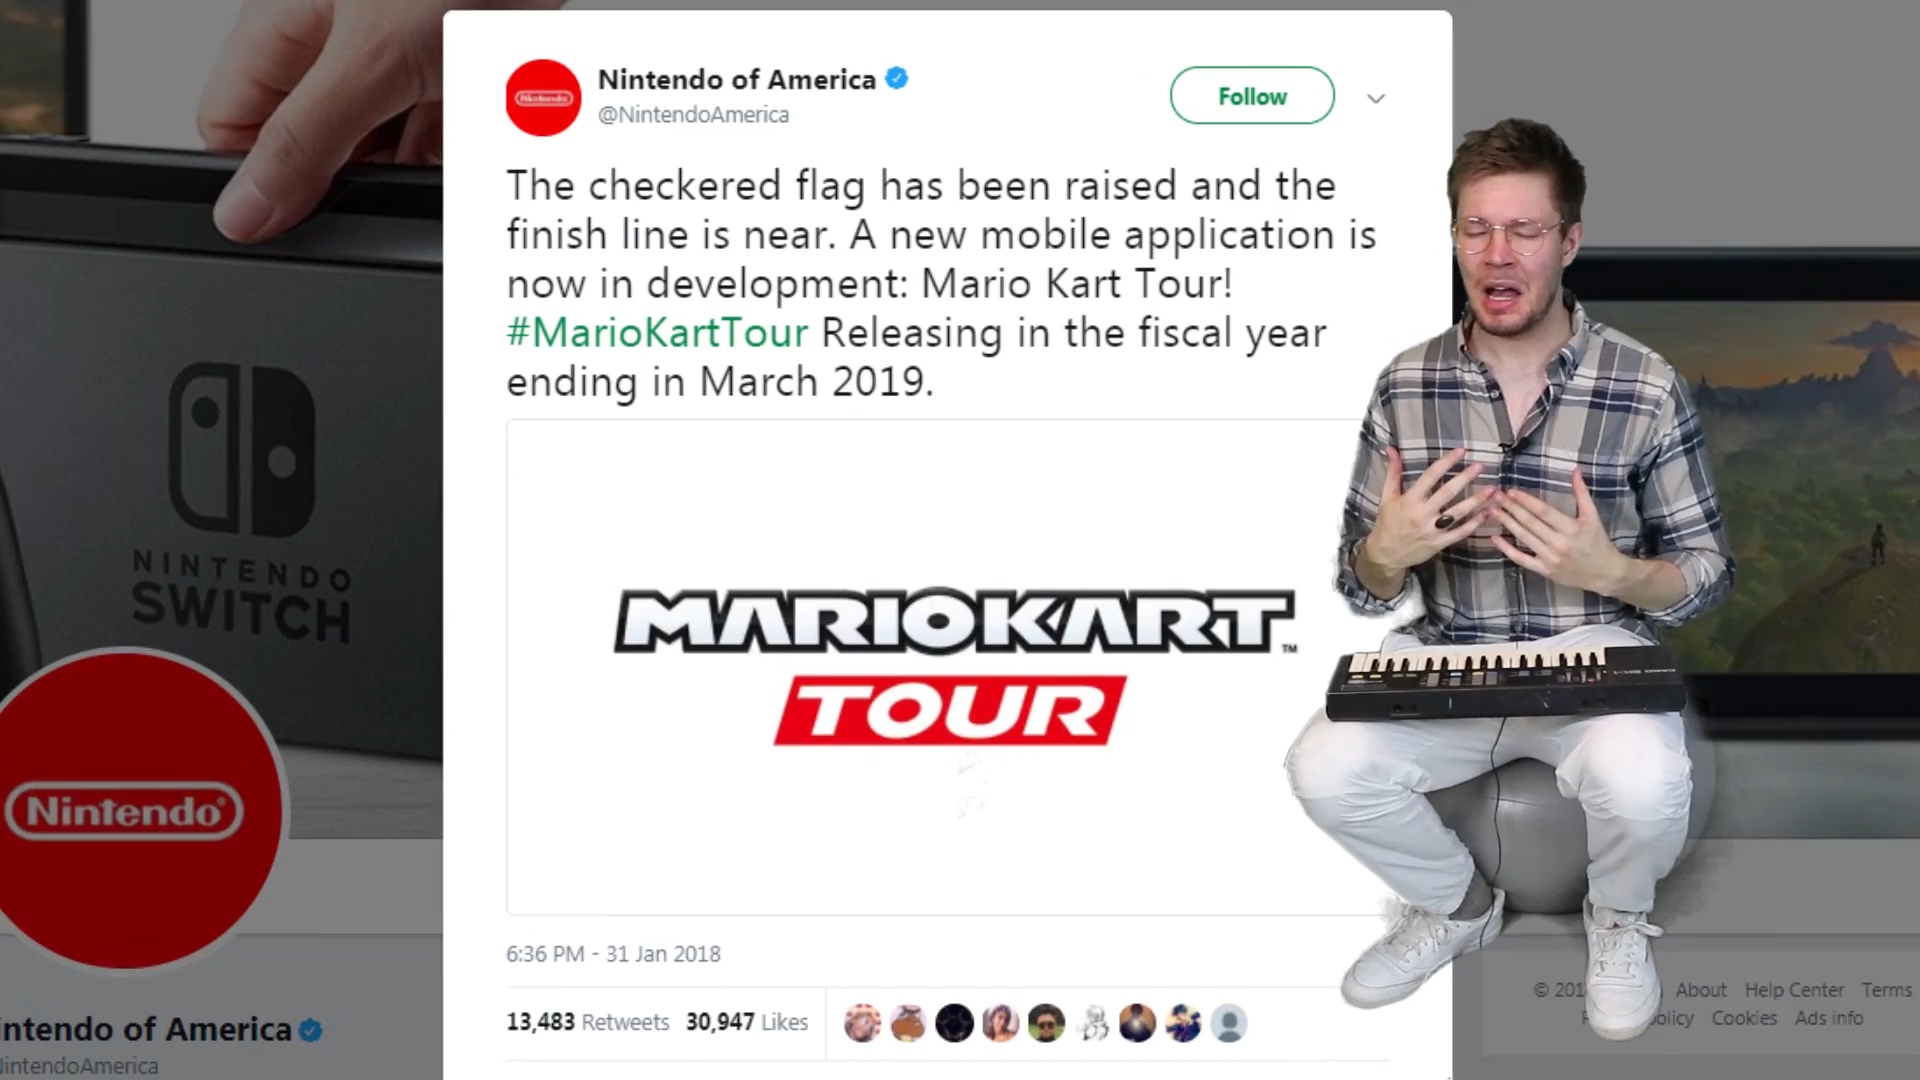 Nintendo of America
@NintendoAmerica
Follow
The checkered flag has been raised and the
finish line is near. A new mobile application is
now in development: Mario Kart Tour!
#MarioKartTour Releasing in the fiscal year
ending in March 2019.
MARIOKART™
TOUR
6:36 PM - 31 Jan 2018
13,483 Retweets 30,947 Likes
Nintendo
NINTENDO
SWITCH
Nintendo®
intendo of America
intendoAmerica
© 201 About Help Center Terms
Cookies Ads info